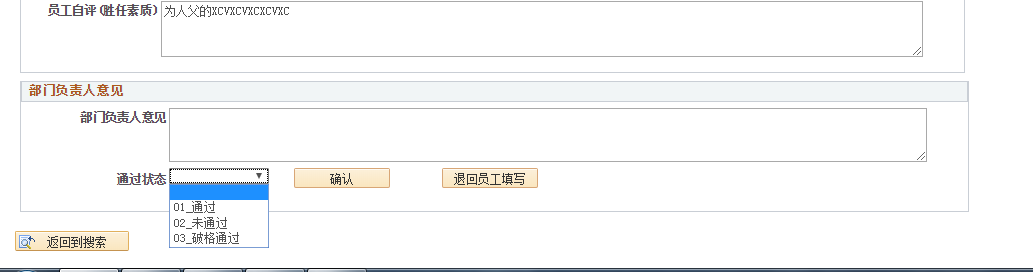 员工自评(胜任素质) 为人父的XCVXCVXCXCVXC
部门负责人意见
部门负责人意见
通过状态 确认 退回员工填写
01_通过
02_未通过
03_破格通过
返回到搜索